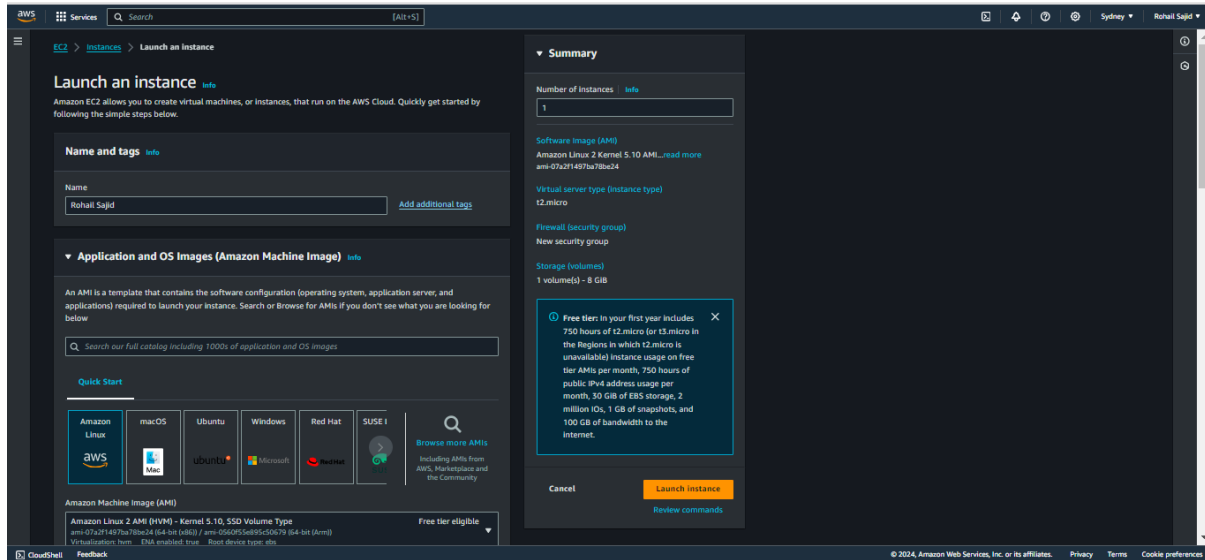 aws
Services
Search
[Alt+S]
Sydney ▼
Rohail Sajid ▼
EC2 > Instances > Launch an instance
Launch an instance Info
Amazon EC2 allows you to create virtual machines, or instances, that run on the AWS Cloud. Quickly get started by
following the simple steps below.
Name and tags Info
Name
Rohail Sajid
Add additional tags
▼ Application and OS Images (Amazon Machine Image) Info
An AMI is a template that contains the software configuration (operating system, application server, and
applications) required to launch your instance. Search or Browse for AMIs if you don't see what you are looking for
below
Search our full catalog including 1000s of application and OS images
Quick Start
Amazon
Linux
aws
macOS
Mac
Ubuntu
ubuntu
Windows
Microsoft
Red Hat
Red Hat
SUSE
Browse more AMIs
Including AMIs from
AWS, Marketplace and
the Community
Amazon Machine Image (AMI)
Amazon Linux 2 AMI (HVM) - Kernel 5.10, SSD Volume Type
Free tier eligible
ami-07a2f1497ba78be24 (64-bit (x86)) / ami-0560f55e895c50679 (64-bit (Arm))
Virtualization: hvm ENA enabled: true Root device type: ebs
▼ Summary
Number of instances Info
1
Software Image (AMI)
Amazon Linux 2 Kernel 5.10 AMI...read more
ami-07a2f1497ba78be24
Virtual server type (instance type)
t2.micro
Firewall (security group)
New security group
Storage (volumes)
1 volume(s) - 8 GiB
Free tier: In your first year includes
750 hours of t2.micro (or t3.micro in
the Regions in which t2.micro is
unavailable) instance usage on free
tier AMIs per month, 750 hours of
public IPv4 address usage per
month, 30 GiB of EBS storage, 2
million IOs, 1 GB of snapshots, and
100 GB of bandwidth to the
internet.
Cancel
Launch instance
Review commands
CloudShell
Feedback
© 2024, Amazon Web Services, Inc. or its affiliates.
Privacy
Terms
Cookie preferences